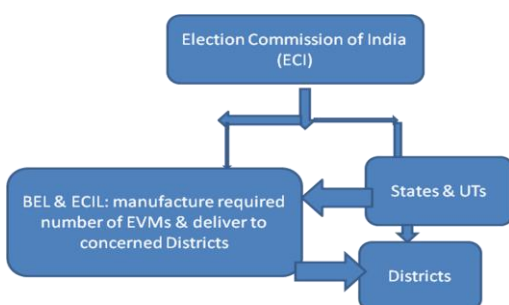 Election Commission of India
(ECI)
BEL & ECIL: manufacture required
number of EVMs & deliver to
concerned Districts
States & UTs
Districts